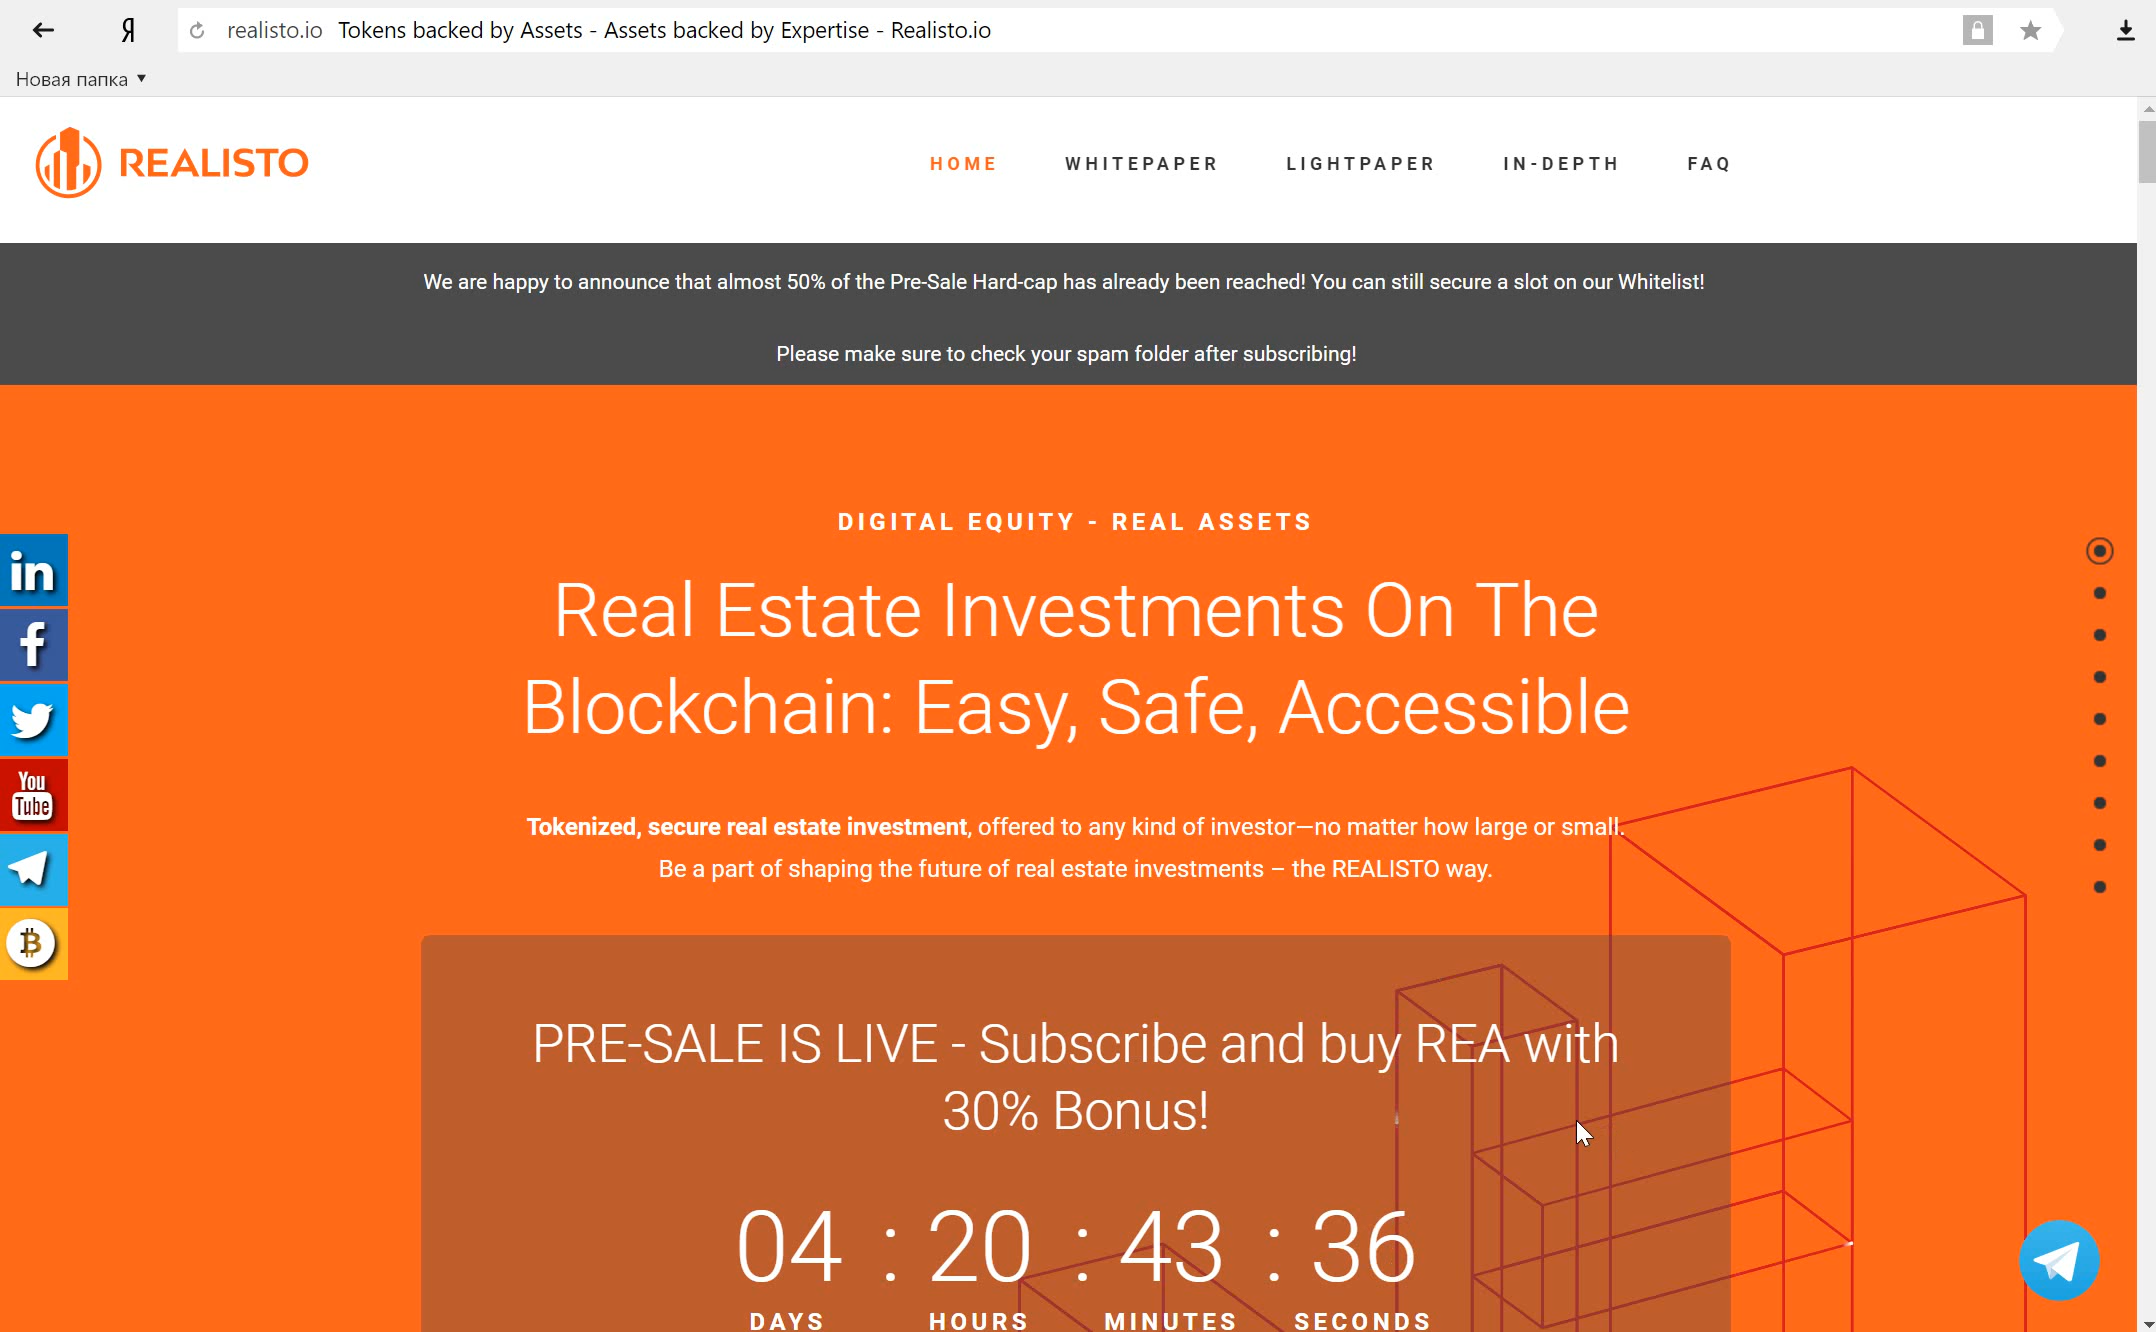 Я
realisto.io Tokens backed by Assets - Assets backed by Expertise - Realisto.io
Новая папка
REALISTO
HOME WHITEPAPER LIGHTPAPER IN-DEPTH FAQ
We are happy to announce that almost 50% of the Pre-Sale Hard-cap has already been reached! You can still secure a slot on our Whitelist!
Please make sure to check your spam folder after subscribing!
DIGITAL EQUITY - REAL ASSETS
Real Estate Investments On The
Blockchain: Easy, Safe, Accessible
Tokenized, secure real estate investment, offered to any kind of investor—no matter how large or small.
Be a part of shaping the future of real estate investments – the REALISTO way.
in
f
You
Tube
PRE-SALE IS LIVE - Subscribe and buy REA with
30% Bonus!
04 : 20 : 43 : 36
DAYS HOURS MINUTES SECONDS